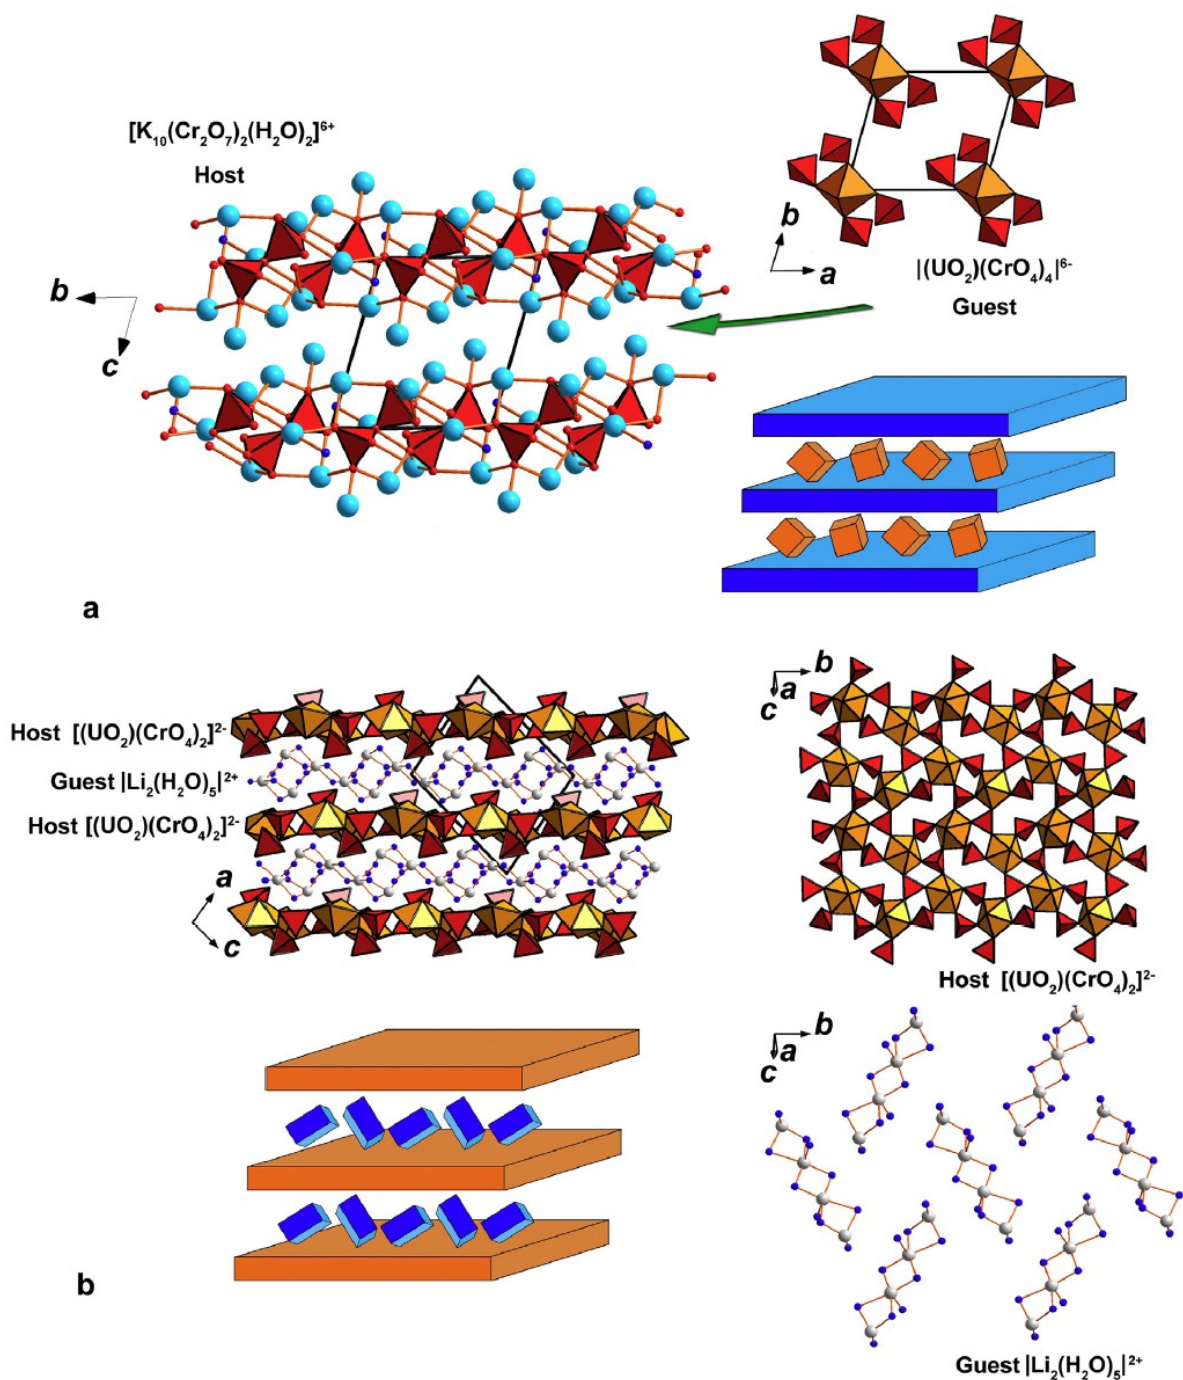 [K₁₀(Cr₂O₇)₂(H₂O)₂]⁶⁺
Host
b
c
b
a
|(UO₂)(CrO₄)₄|⁶⁻
Guest
a
Host [(UO₂)(CrO₄)₂]²⁻
Guest |Li₂(H₂O)₅|²⁺
Host [(UO₂)(CrO₄)₂]²⁻
a
c
b
a
c
Host [(UO₂)(CrO₄)₂]²⁻
b
a
c
Guest |Li₂(H₂O)₅|²⁺
b